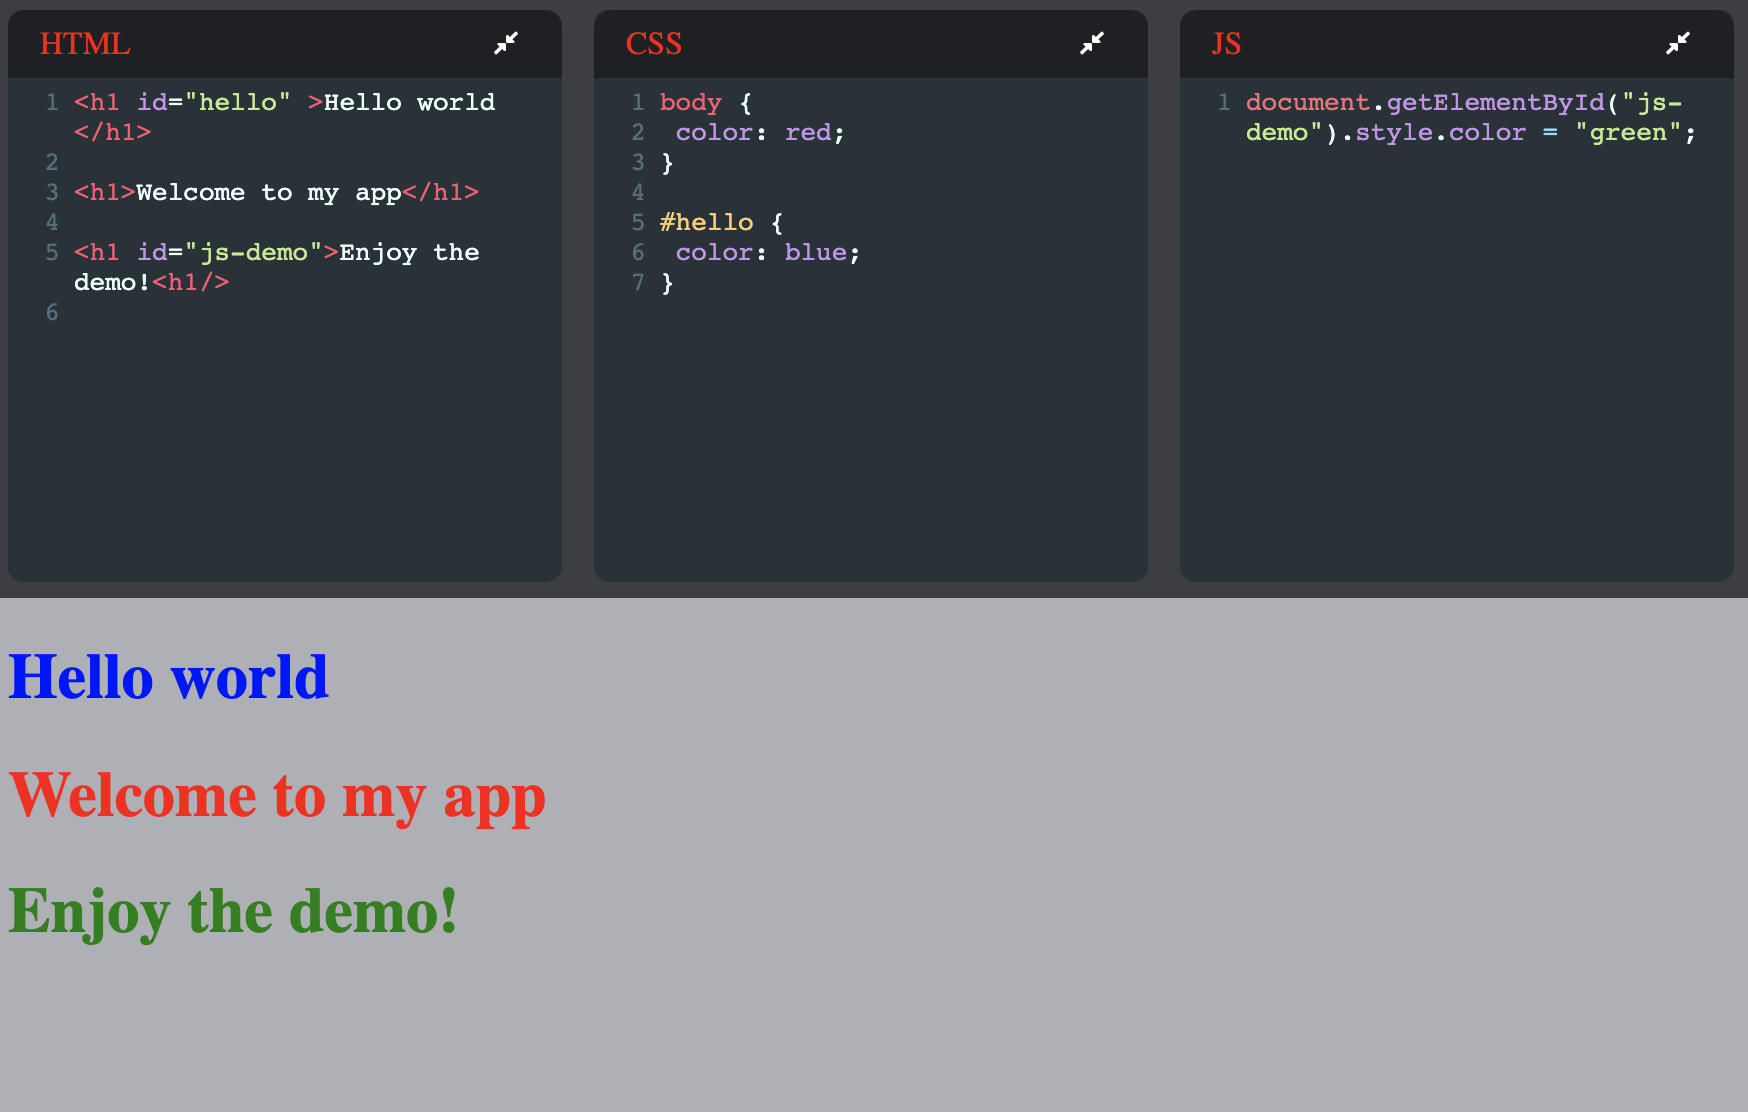 HTML
1 <h1 id="hello" >Hello world
</h1>
2
3 <h1>Welcome to my app</h1>
4
5 <h1 id="js-demo">Enjoy the
demo!<h1/>
6
CSS
1 body {
2  color: red;
3 }
4
5 #hello {
6  color: blue;
7 }
JS
1 document.getElementById("js-
demo").style.color = "green";
Hello world
Welcome to my app
Enjoy the demo!